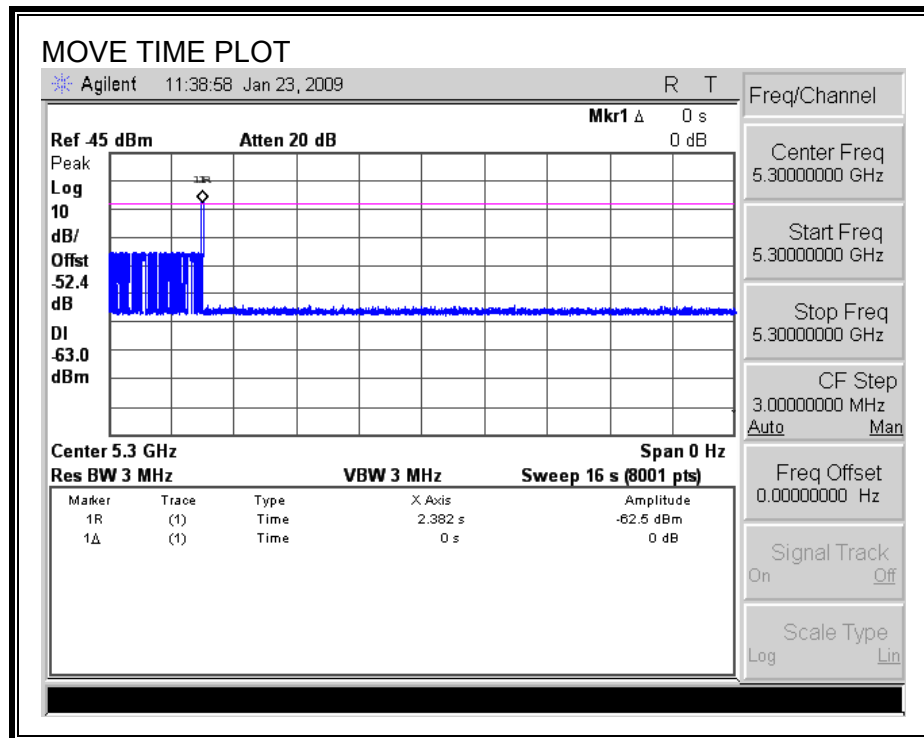 MOVE TIME PLOT
Agilent 11:38:58 Jan 23, 2009 R T
Mkr1 Δ 0 s
Ref -45 dBm Atten 20 dB 0 dB
Peak
Log
10
dB/
Offst
-52.4
dB
DI
-63.0
dBm
1R
Center 5.3 GHz Span 0 Hz
Res BW 3 MHz VBW 3 MHz Sweep 16 s (8001 pts)
Marker Trace Type X Axis Amplitude
1R (1) Time 2.382 s -62.5 dBm
1Δ (1) Time 0 s 0 dB
Freq/Channel
Center Freq
5.30000000 GHz
Start Freq
5.30000000 GHz
Stop Freq
5.30000000 GHz
CF Step
3.00000000 MHz
Auto Man
Freq Offset
0.00000000 Hz
Signal Track
On Off
Scale Type
Log Lin